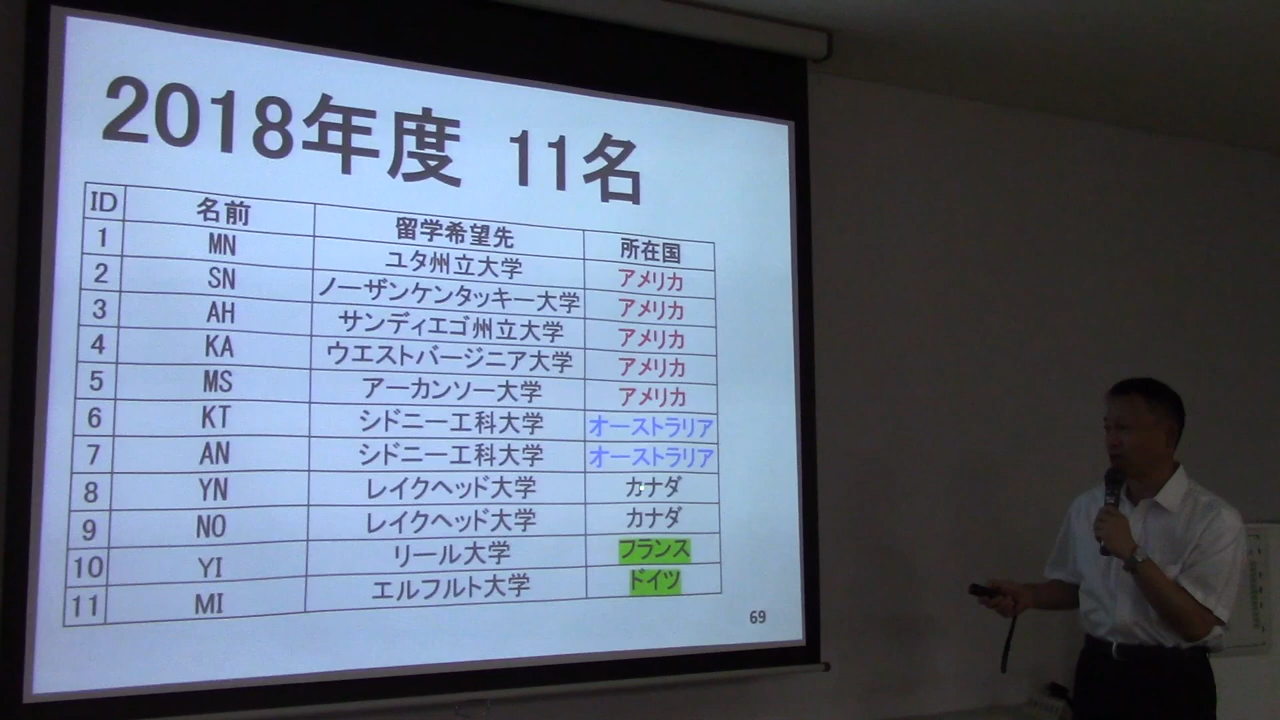 2018年度 11名
ID 名前 留学希望先 所在国
1 MN ユタ州立大学 アメリカ
2 SN ノーザンケンタッキー大学 アメリカ
3 AH サンディエゴ州立大学 アメリカ
4 KA ウエストバージニア大学 アメリカ
5 MS アーカンソー大学 アメリカ
6 KT シドニー工科大学 オーストラリア
7 AN シドニー工科大学 オーストラリア
8 YN レイクヘッド大学 カナダ
9 NO レイクヘッド大学 カナダ
10 YI リール大学 フランス
11 MI エルフルト大学 ドイツ
69